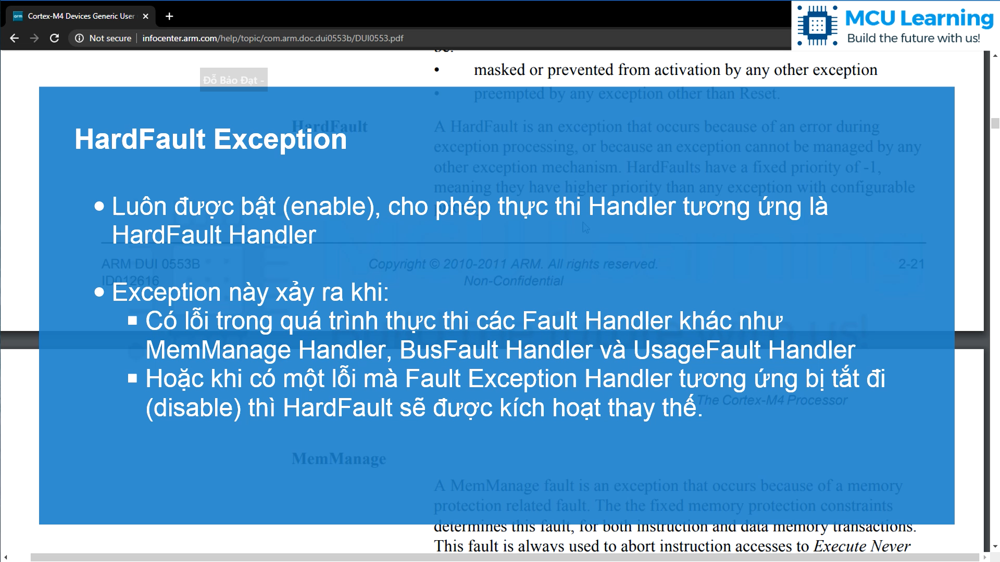 Cortex-M4 Devices Generic User
MCU Learning
Build the future with us!
Not secure
infocenter.arm.com/help/topic/com.arm.doc.dui0553b/DUI0553.pdf
be:
• masked or prevented from activation by any other exception
Đỗ Bảo Đạt -
• preempted by any exception other than Reset.
HardFault
A HardFault is an exception that occurs because of an error during
exception processing, or because an exception cannot be managed by any
other exception mechanism. HardFaults have a fixed priority of -1,
meaning they have higher priority than any exception with configurable
HardFault Exception
• Luôn được bật (enable), cho phép thực thi Handler tương ứng là
HardFault Handler
ARM DUI 0553B
Copyright © 2010-2011 ARM. All rights reserved.
2-21
ID012616
Non-Confidential
• Exception này xảy ra khi:
▪ Có lỗi trong quá trình thực thi các Fault Handler khác như
MemManage Handler, BusFault Handler và UsageFault Handler
▪ Hoặc khi có một lỗi mà Fault Exception Handler tương ứng bị tắt đi
(disable) thì HardFault sẽ được kích hoạt thay thế.
The Cortex-M4 Processor
MemManage
A MemManage fault is an exception that occurs because of a memory
protection related fault. The the fixed memory protection constraints
determines this fault, for both instruction and data memory transactions.
This fault is always used to abort instruction accesses to Execute Never